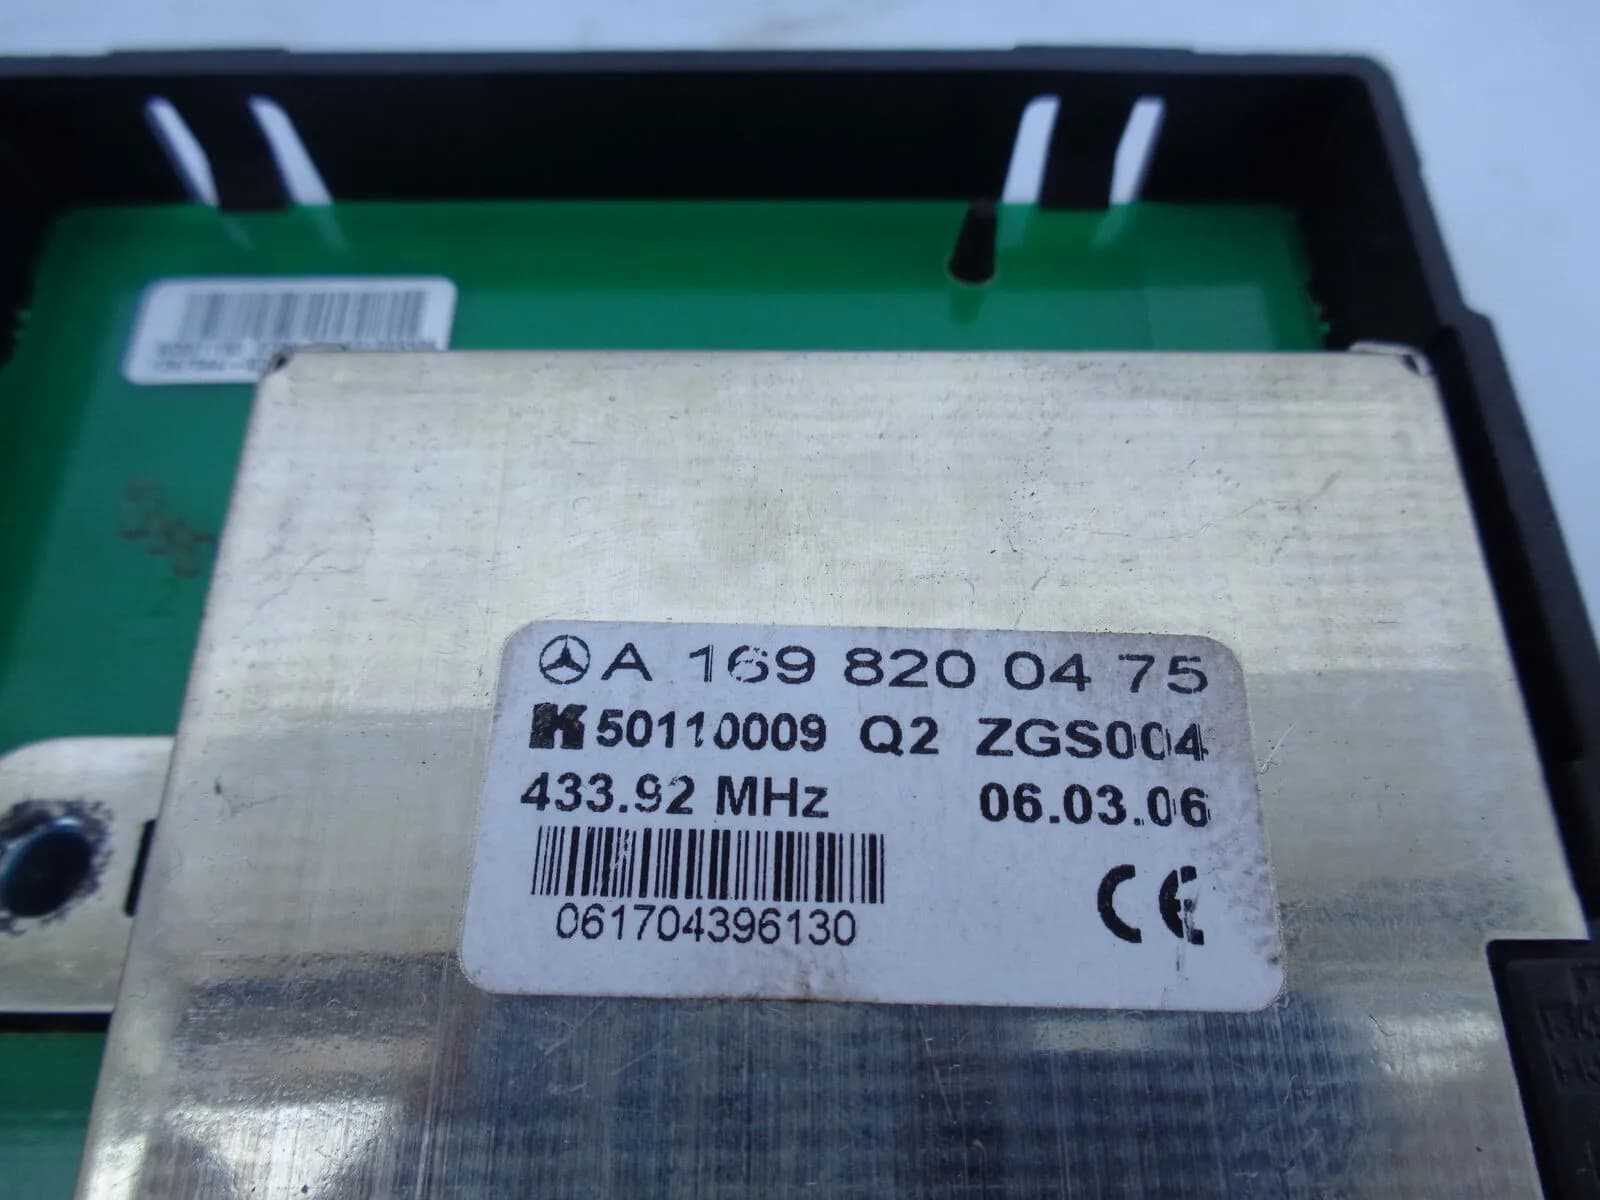 A 169 820 04 75
K 50110009 Q2 ZGS004
433.92 MHz 06.03.06
061704396130
CE